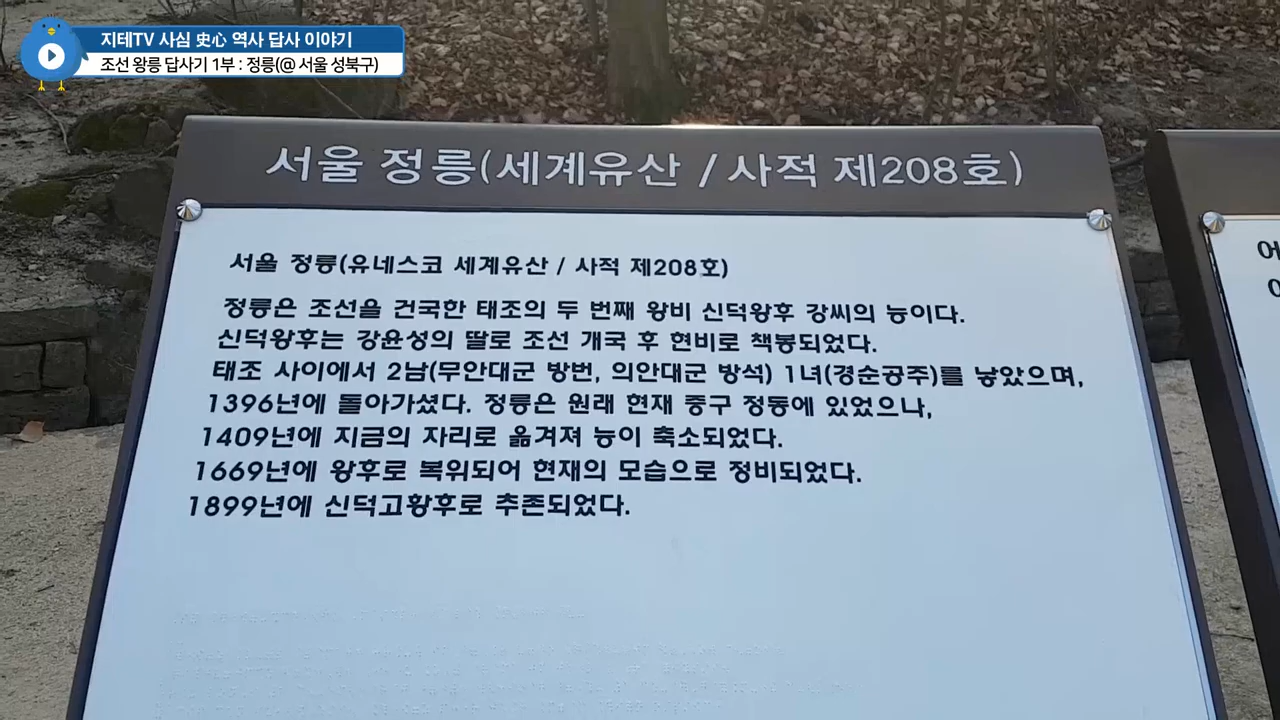 지테TV 사심 史心 역사 답사 이야기
조선 왕릉 답사기 1부 : 정릉(@ 서울 성북구)
서울 정릉(세계유산 / 사적 제208호)
서울 정릉(유네스코 세계유산 / 사적 제208호)
정릉은 조선을 건국한 태조의 두 번째 왕비 신덕왕후 강씨의 능이다.
신덕왕후는 강윤성의 딸로 조선 개국 후 현비로 책봉되었다.
태조 사이에서 2남(무안대군 방번, 의안대군 방석) 1녀(경순공주)를 낳았으며,
1396년에 돌아가셨다. 정릉은 원래 현재 중구 정동에 있었으나,
1409년에 지금의 자리로 옮겨져 능이 축소되었다.
1669년에 왕후로 복위되어 현재의 모습으로 정비되었다.
1899년에 신덕고황후로 추존되었다.